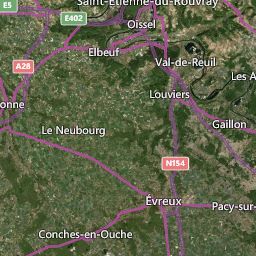 Saint-Étienne-du-Rouvray
E5
E402
Oissel
Elbeuf
Val-de-Reuil
A28
Les A
Louviers
onne
Gaillon
Le Neubourg
N154
Évreux
Pacy-sur-
Conches-en-Ouche